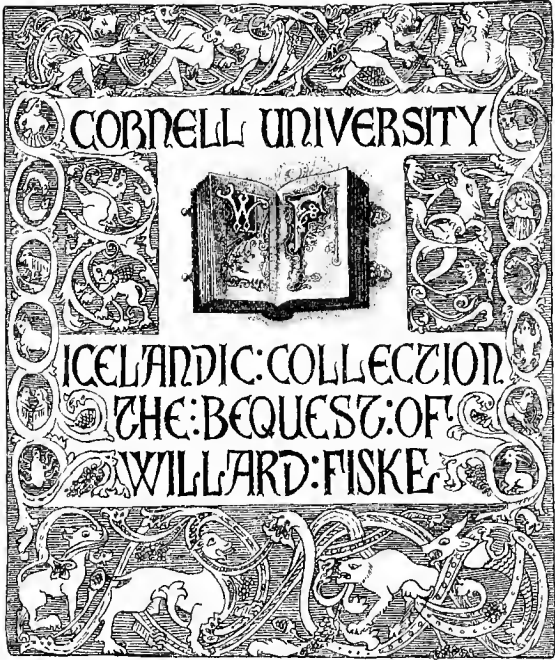 CORNELL UNIVERSITY
W F
ICELANDIC:COLLECTION
THE:BEQUEST:OF
WILLARD:FISKE